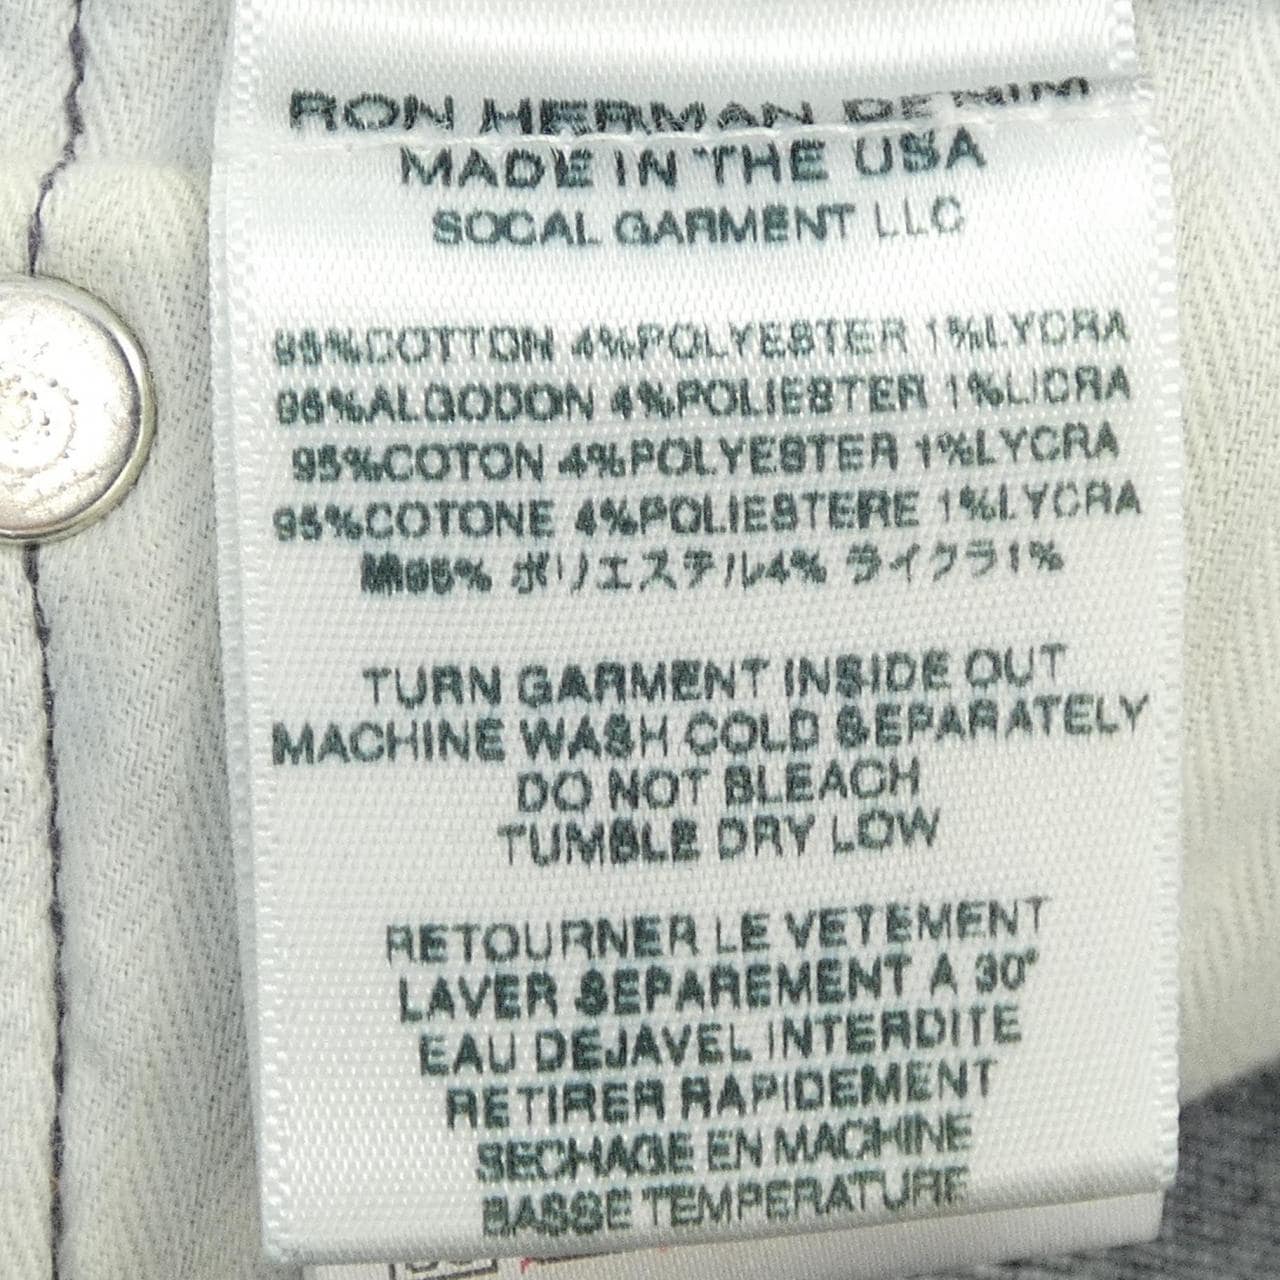 RON HERMAN DENIM
MADE IN THE USA
SOCAL GARMENT LLC
95%COTTON 4%POLYESTER 1%LYCRA
95%ALGODON 4%POLIESTER 1%LICRA
95%COTON 4%POLYESTER 1%LYCRA
95%COTONE 4%POLIESTERE 1%LYCRA
綿95% ポリエステル4% ライクラ1%
TURN GARMENT INSIDE OUT
MACHINE WASH COLD SEPARATELY
DO NOT BLEACH
TUMBLE DRY LOW
RETOURNER LE VETEMENT
LAVER SEPAREMENT A 30°
EAU DEJAVEL INTERDITE
RETIRER RAPIDEMENT
SECHAGE EN MACHINE
BASSE TEMPERATURE